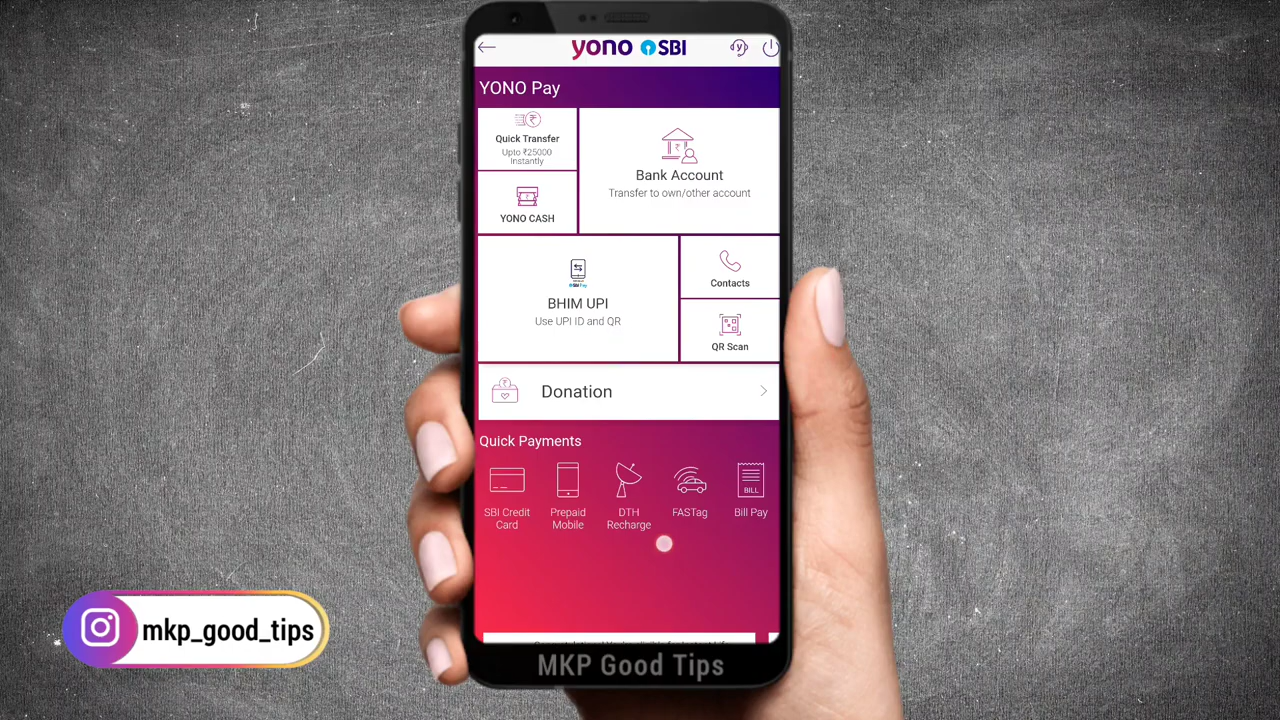 yono SBI
YONO Pay
Quick Transfer
Upto ₹25000
Instantly
Bank Account
Transfer to own/other account
YONO CASH
BHIM UPI
Use UPI ID and QR
Contacts
QR Scan
Donation
Quick Payments
SBI Credit
Card
Prepaid
Mobile
DTH
Recharge
FASTag
BILL
Bill Pay
mkp_good_tips
MKP Good Tips